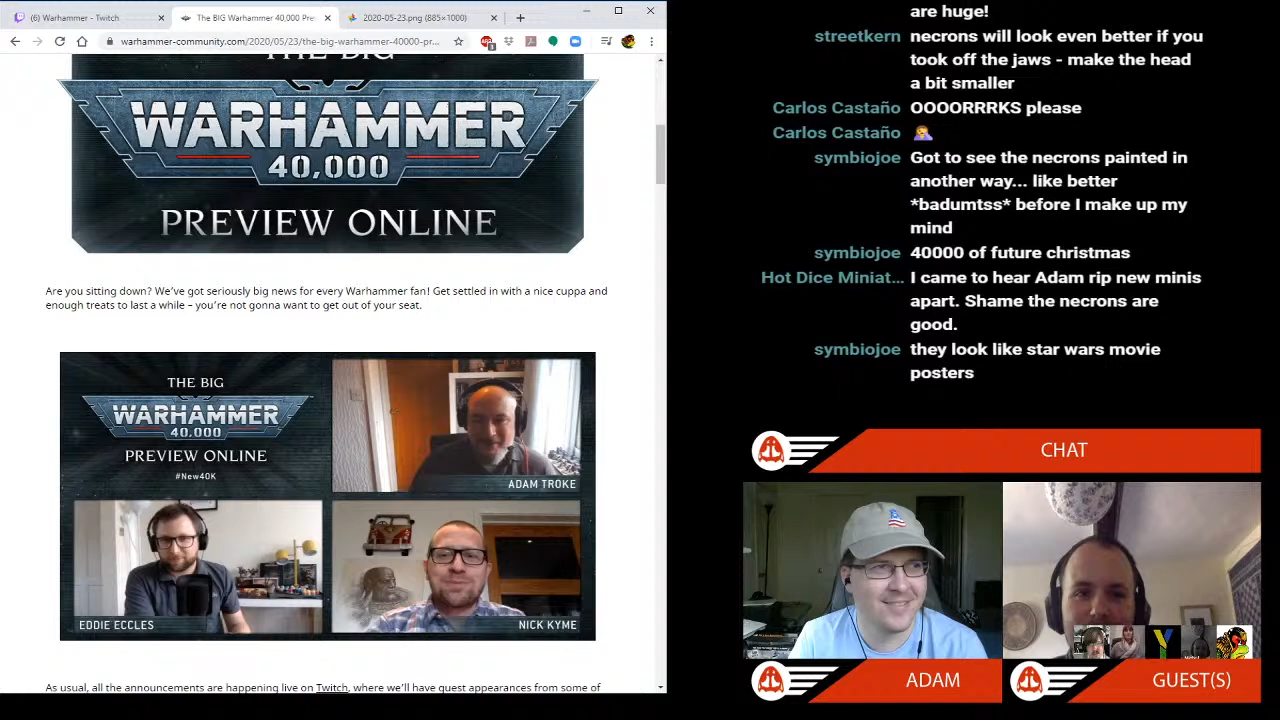 (6) Warhammer - Twitch
The BIG Warhammer 40,000 Pre
2020-05-23.png (885×1000)
warhammer-community.com/2020/05/23/the-big-warhammer-40000-pr...
THE BIG
WARHAMMER
40,000
PREVIEW ONLINE
Are you sitting down? We've got seriously big news for every Warhammer fan! Get settled in with a nice cuppa and
enough treats to last a while – you're not gonna want to get out of your seat.
THE BIG
WARHAMMER
40,000
PREVIEW ONLINE
#New40K
ADAM TROKE
EDDIE ECCLES
NICK KYME
As usual, all the announcements are happening live on Twitch, where we'll have guest appearances from some of
are huge!
streetkern necrons will look even better if you
took off the jaws - make the head
a bit smaller
Carlos Castaño OOOORRRKS please
Carlos Castaño 🤦
symbiojoe Got to see the necrons painted in
another way... like better
*badumtss* before I make up my
mind
symbiojoe 40000 of future christmas
Hot Dice Miniat... I came to hear Adam rip new minis
apart. Shame the necrons are
good.
symbiojoe they look like star wars movie
posters
CHAT
ADAM
GUEST(S)